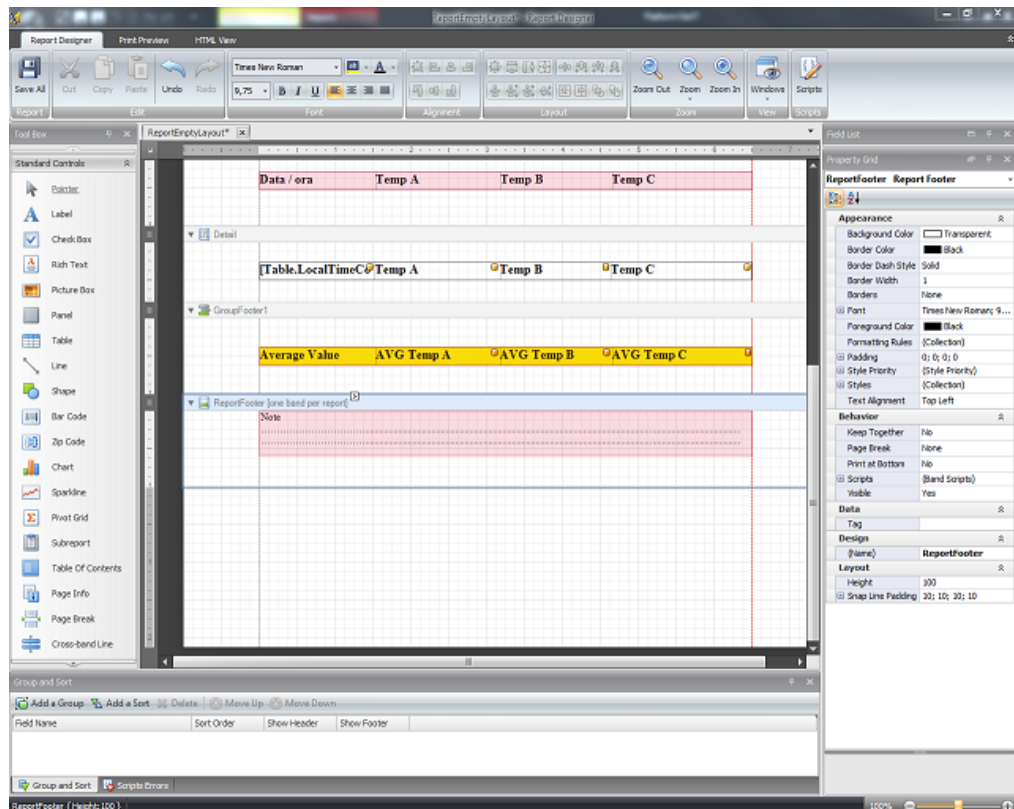 ReportEmptyLayout* - Report Designer
Report Designer Print Preview HTML View
Times New Roman
9,75 B I U
Save All Cut Copy Paste Undo Redo Zoom Out Zoom Zoom In Windows Scripts
Report Edit Font Alignment Layout Zoom View Scripts
Tool Box
ReportEmptyLayout*
Field List
Standard Controls
Pointer
Label
Check Box
Rich Text
Picture Box
Panel
Table
Line
Shape
Bar Code
Zip Code
Chart
Sparkline
Pivot Grid
Subreport
Table Of Contents
Page Info
Page Break
Cross-band Line
Data / ora Temp A Temp B Temp C
Detail
[Table.LocalTimeC Temp A Temp B Temp C
GroupFooter1
Average Value AVG Temp A AVG Temp B AVG Temp C
ReportFooter [one band per report]
Note
Property Grid
ReportFooter Report Footer
Appearance
Background Color Transparent
Border Color Black
Border Dash Style Solid
Border Width 1
Borders None
Font Times New Roman; 9...
Foreground Color Black
Formatting Rules (Collection)
Padding 0; 0; 0; 0
Style Priority (Style Priority)
Styles (Collection)
Text Alignment Top Left
Behavior
Keep Together No
Page Break None
Print at Bottom No
Scripts (Band Scripts)
Visible Yes
Data
Tag
Design
(Name) ReportFooter
Layout
Height 100
Snap Line Padding 10; 10; 10; 10
Group and Sort
Add a Group Add a Sort Delete Move Up Move Down
Field Name Sort Order Show Header Show Footer
Group and Sort Scripts Errors
ReportFooter { Height:100 } 100%